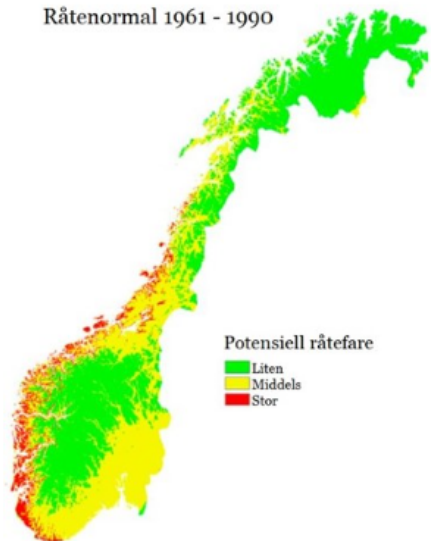 Råtenormal 1961 - 1990
Potensiell råtefare
Liten
Middels
Stor